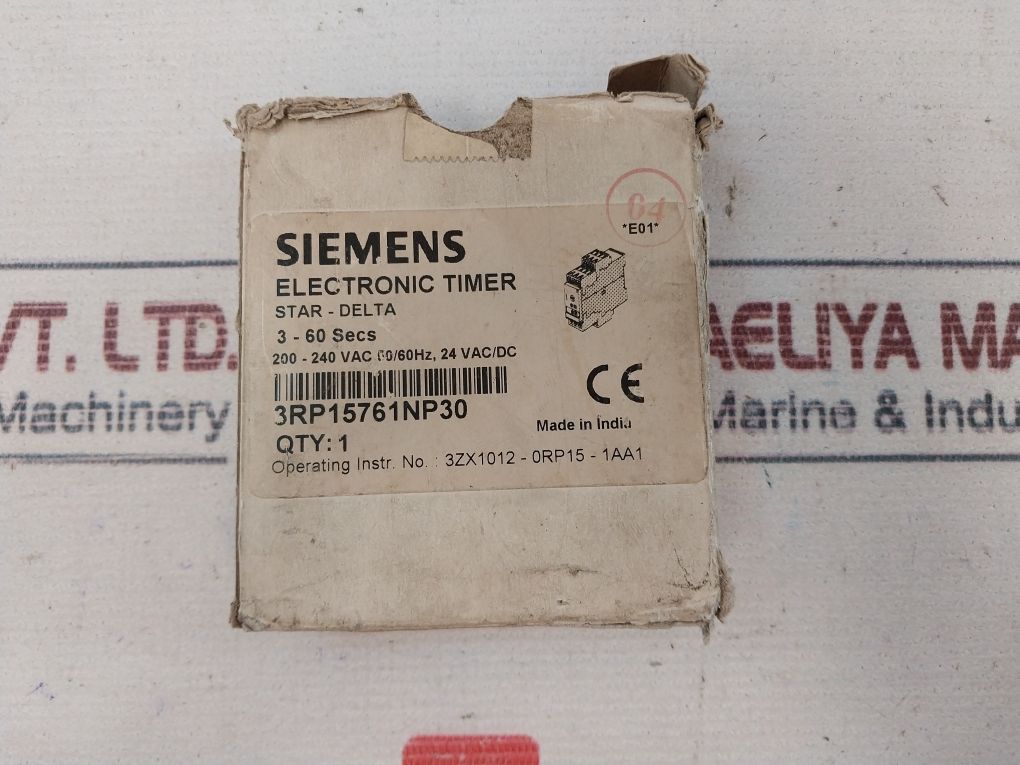 04
*E01*
SIEMENS
ELECTRONIC TIMER
STAR - DELTA
3 - 60 Secs
200 - 240 VAC 50/60Hz, 24 VAC/DC
CE
3RP15761NP30
Made in India
QTY: 1
Operating Instr. No. : 3ZX1012 - 0RP15 - 1AA1
VT. LTD.
Machinery
AELIYA MA
Marine & Indu